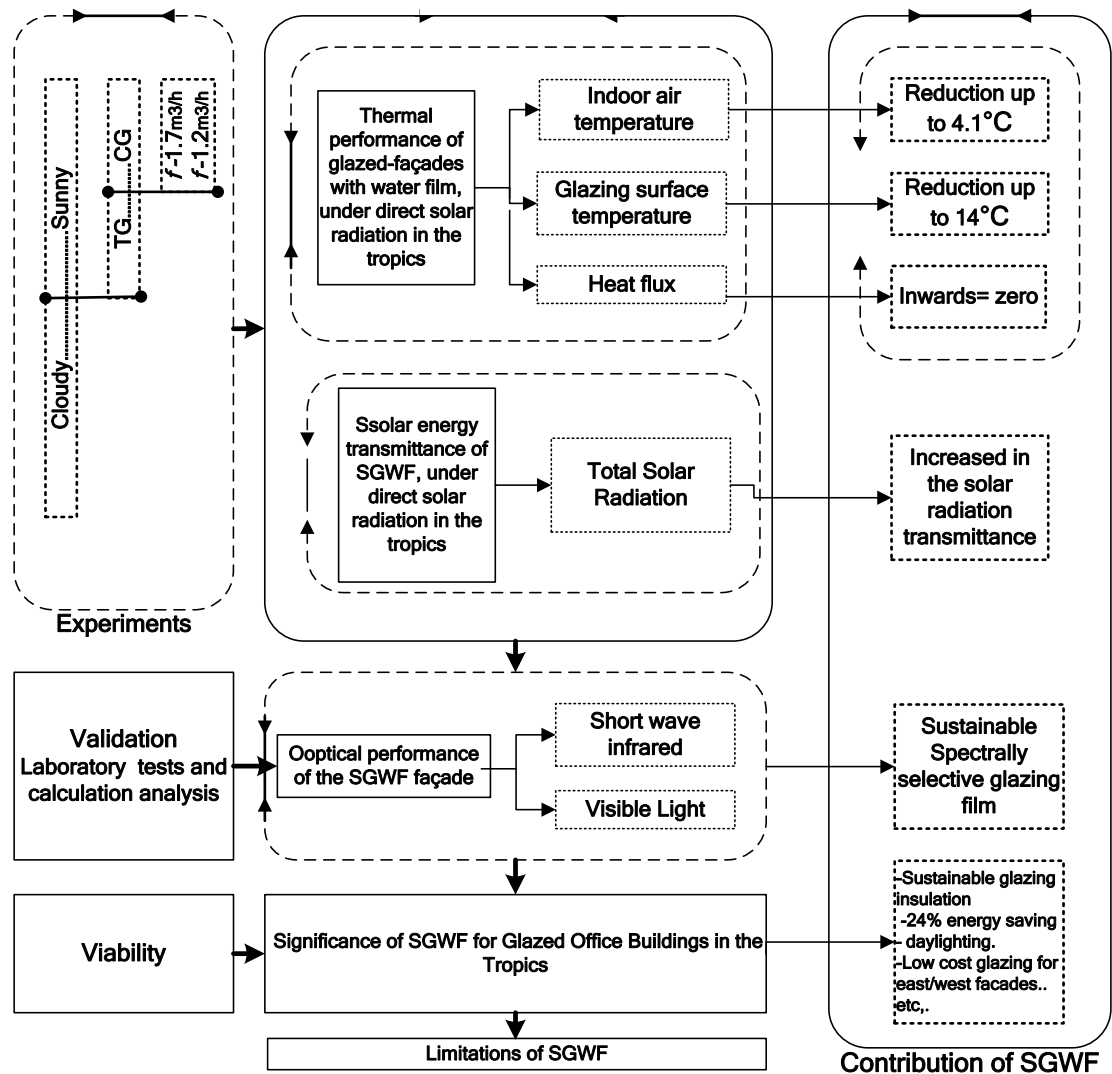 Cloudy..............Sunny
TG.......CG
f-1.7m3/h
f-1.2m3/h
Experiments
Thermal
performance of
glazed-façades
with water film,
under direct solar
radiation in the
tropics
Indoor air
temperature
Glazing surface
temperature
Heat flux
Reduction up
to 4.1°C
Reduction up
to 14°C
Inwards= zero
Ssolar energy
transmittance of
SGWF, under
direct solar
radiation in the
tropics
Total Solar
Radiation
Increased in
the solar
radiation
transmittance
Validation
Laboratory tests and
calculation analysis
Ooptical performance
of the SGWF façade
Short wave
infrared
Visible Light
Sustainable
Spectrally
selective glazing
film
Viability
Significance of SGWF for Glazed Office Buildings in the
Tropics
-Sustainable glazing
insulation
-24% energy saving
- daylighting.
-Low cost glazing for
east/west facades..
etc,.
Limitations of SGWF
Contribution of SGWF